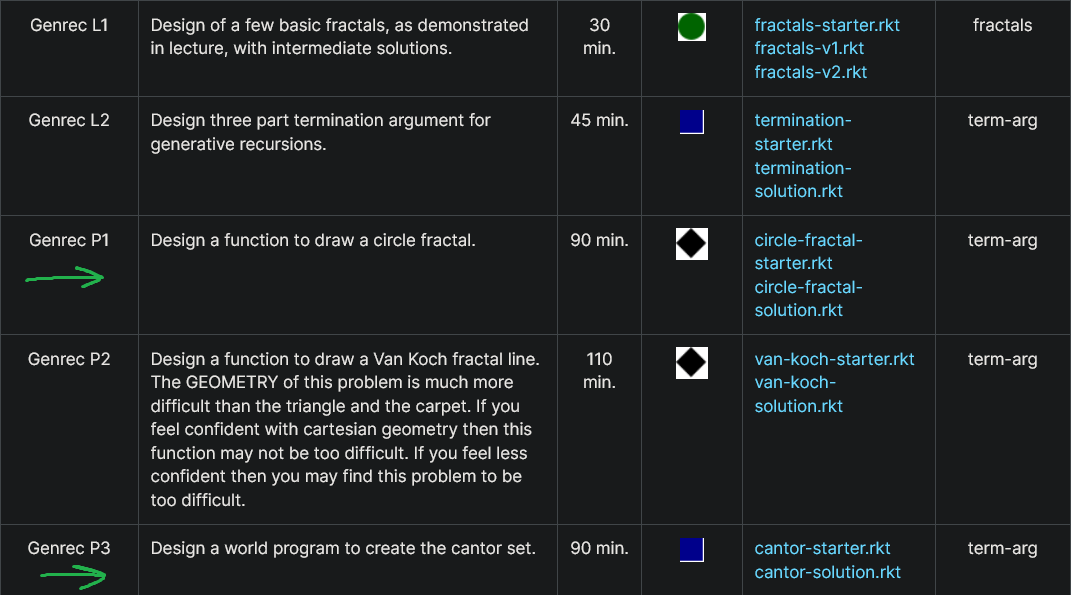 Genrec L1 Design of a few basic fractals, as demonstrated 30 fractals-starter.rkt fractals
in lecture, with intermediate solutions. min. fractals-v1.rkt
fractals-v2.rkt
Genrec L2 Design three part termination argument for 45 min. termination- term-arg
generative recursions. starter.rkt
termination-
solution.rkt
Genrec P1 Design a function to draw a circle fractal. 90 min. circle-fractal- term-arg
starter.rkt
circle-fractal-
solution.rkt
Genrec P2 Design a function to draw a Van Koch fractal line. 110 van-koch-starter.rkt term-arg
The GEOMETRY of this problem is much more min. van-koch-
difficult than the triangle and the carpet. If you solution.rkt
feel confident with cartesian geometry then this
function may not be too difficult. If you feel less
confident then you may find this problem to be
too difficult.
Genrec P3 Design a world program to create the cantor set. 90 min. cantor-starter.rkt term-arg
cantor-solution.rkt